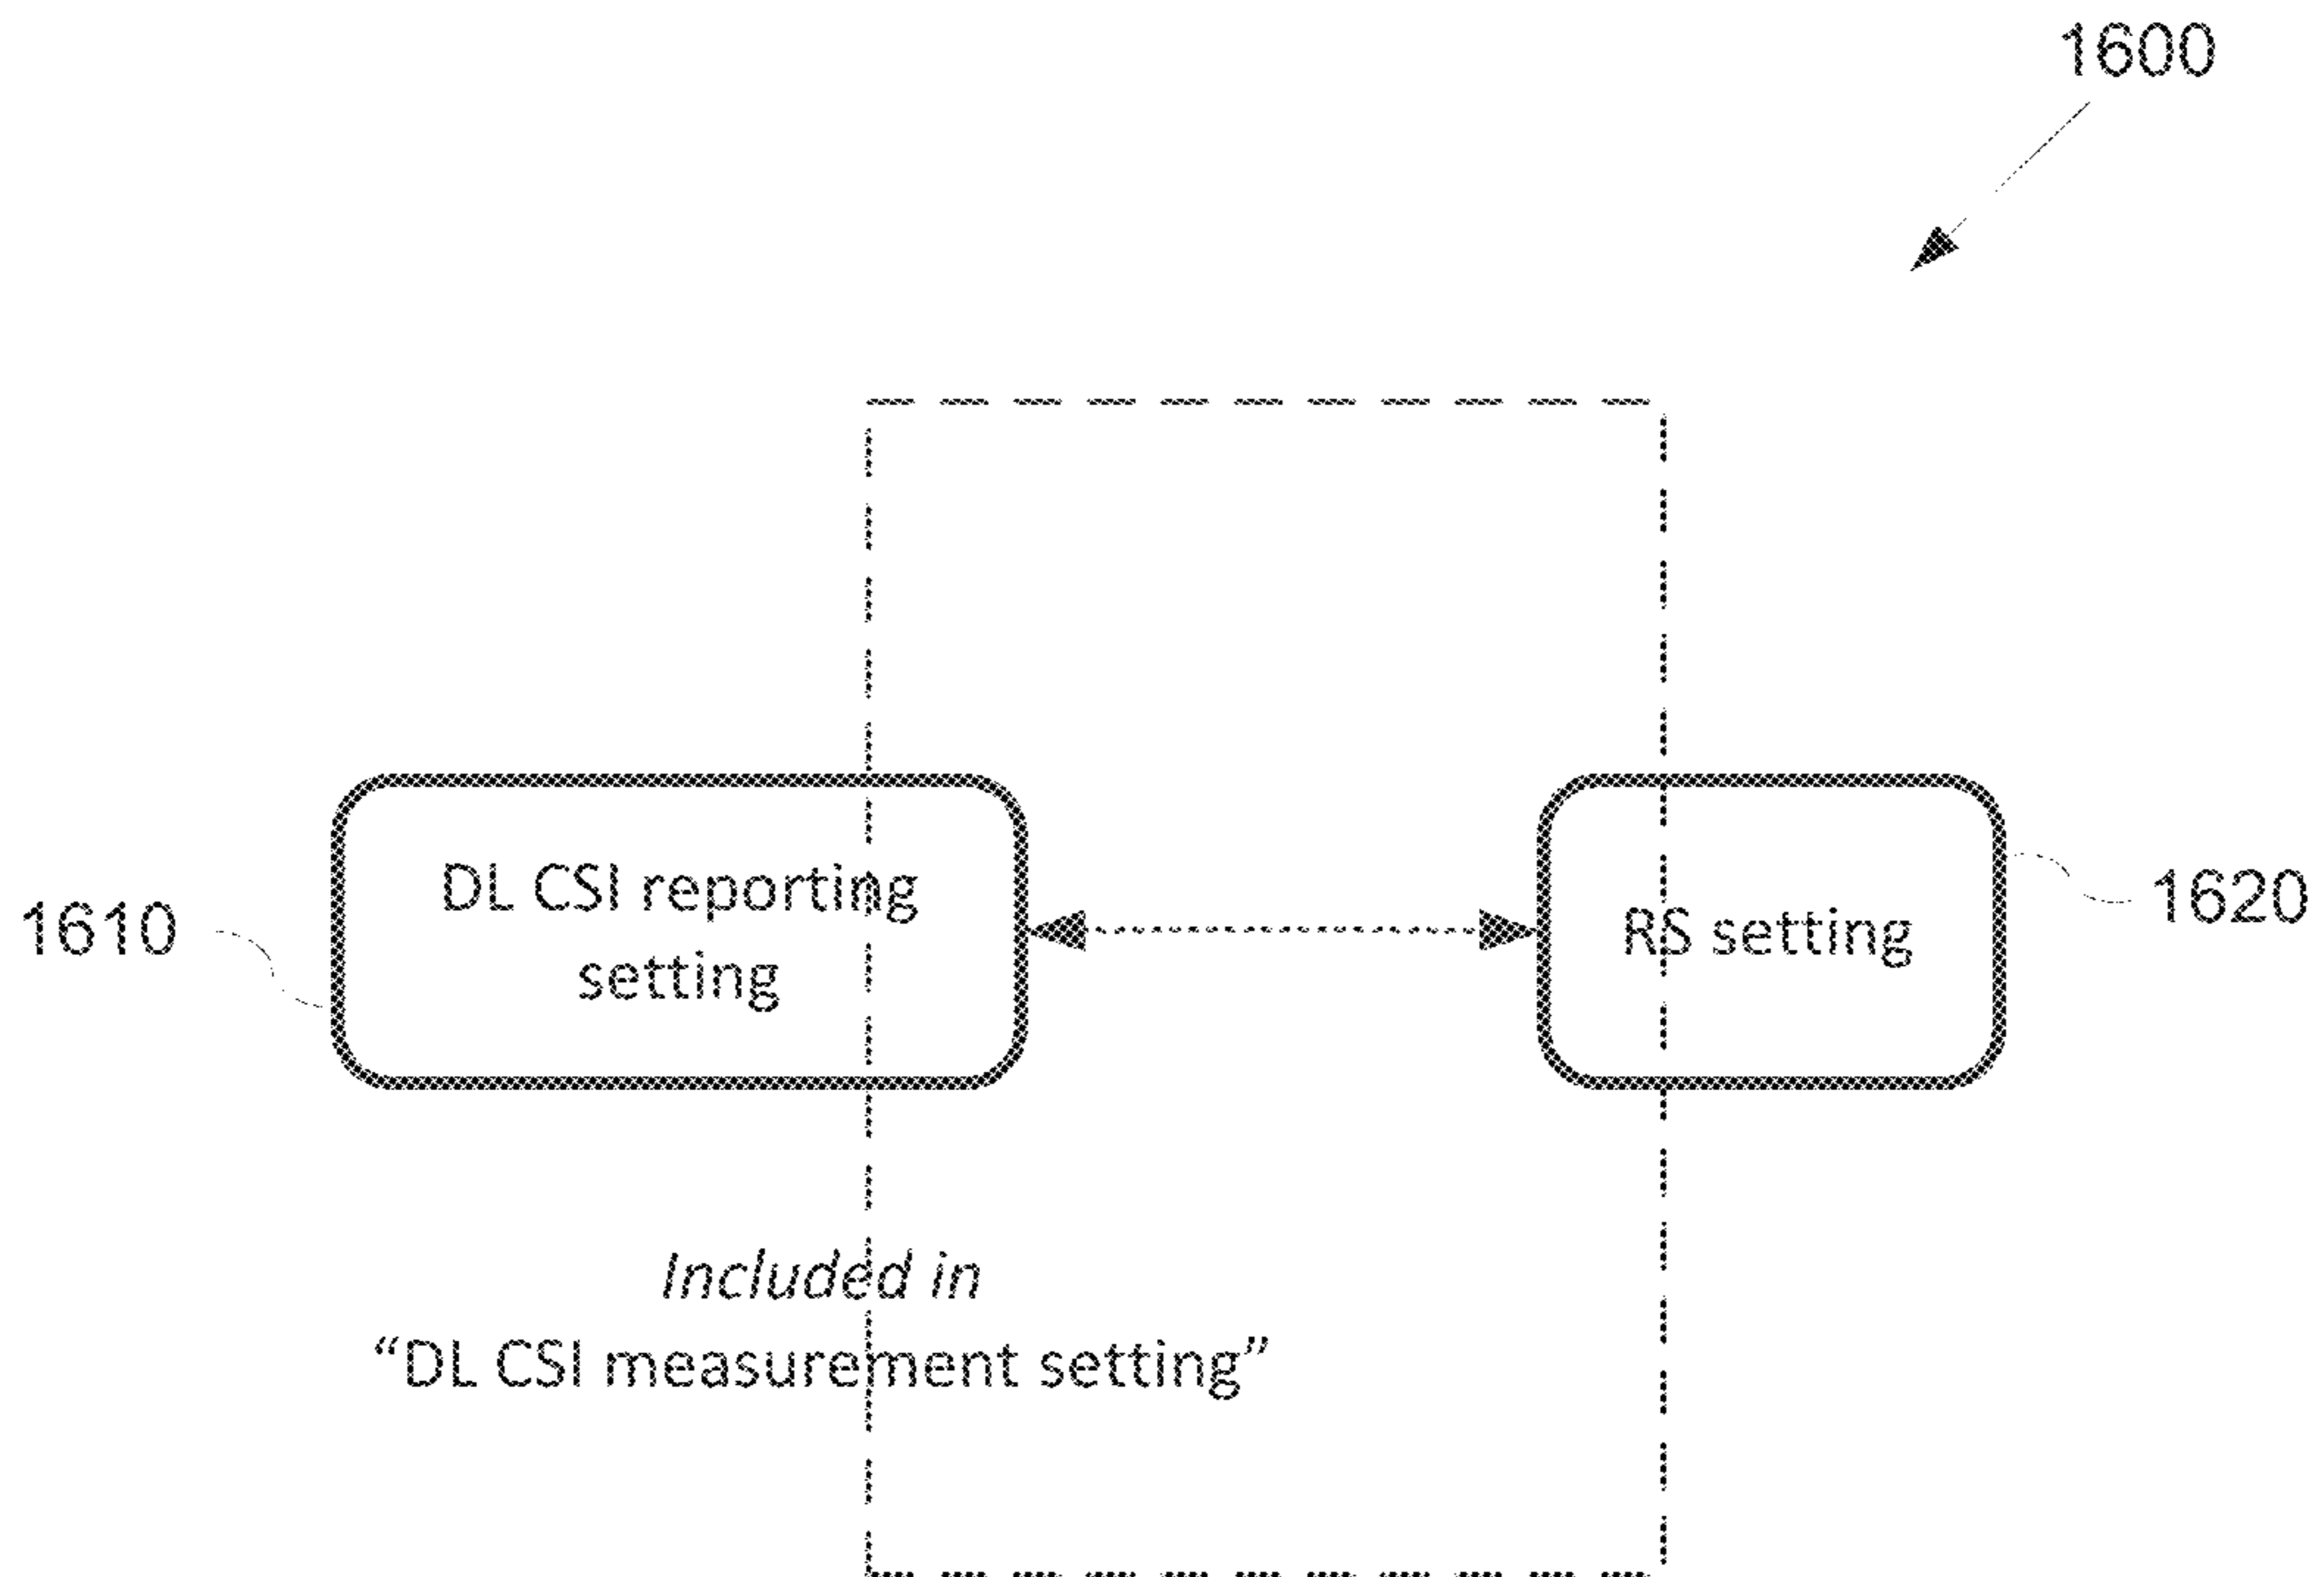 1600
DL CSI reporting
setting
1610
RS setting
1620
Included in
“DL CSI measurement setting”